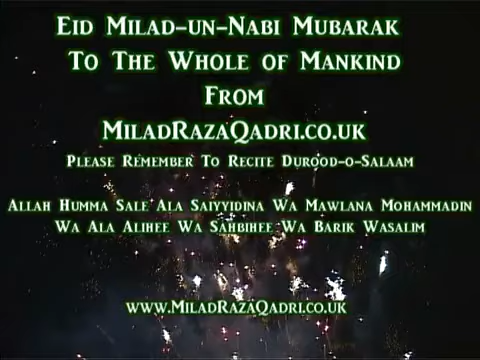 Eid Milad-un-Nabi Mubarak
To The Whole of Mankind
From
MiladRazaQadri.co.uk
Please Remember To Recite Durood-o-Salaam
Allah Humma Sale Ala Saiyyidina Wa Mawlana Mohammadin
Wa Ala Alihee Wa Sahbihee Wa Barik Wasalim
www.MiladRazaQadri.co.uk